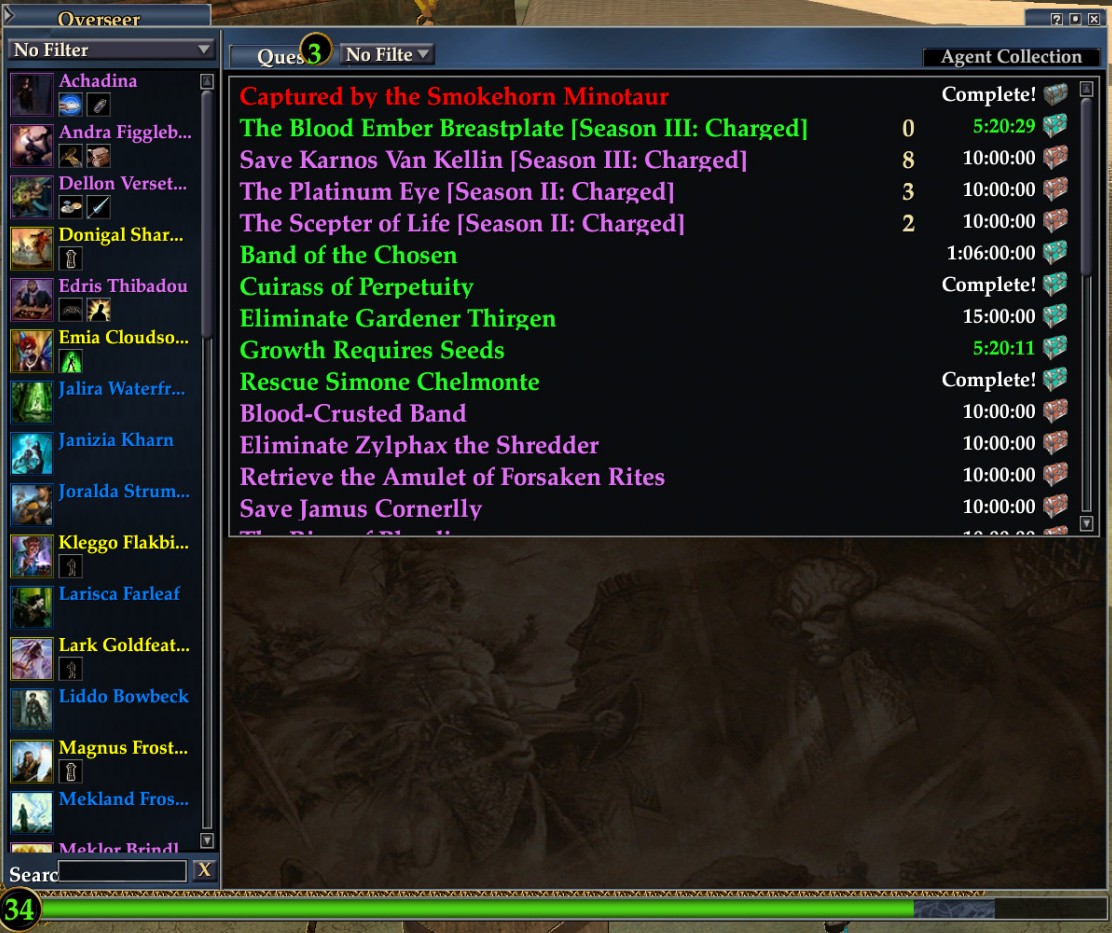 Overseer
No Filter
Achadina
Andra Figgleb...
Dellon Verset...
Donigal Shar...
Edris Thibadou
Emia Cloudso...
Jalira Waterfr...
Janizia Kharn
Joralda Strum...
Kleggo Flakbi...
Larisca Farleaf
Lark Goldfeat...
Liddo Bowbeck
Magnus Frost...
Mekland Fros...
Meklor Brindl
Searc
X
34
Ques 3 No Filte
Agent Collection
Captured by the Smokehorn Minotaur Complete!
The Blood Ember Breastplate [Season III: Charged] 0 5:20:29
Save Karnos Van Kellin [Season III: Charged] 8 10:00:00
The Platinum Eye [Season II: Charged] 3 10:00:00
The Scepter of Life [Season II: Charged] 2 10:00:00
Band of the Chosen 1:06:00:00
Cuirass of Perpetuity Complete!
Eliminate Gardener Thirgen 15:00:00
Growth Requires Seeds 5:20:11
Rescue Simone Chelmonte Complete!
Blood-Crusted Band 10:00:00
Eliminate Zylphax the Shredder 10:00:00
Retrieve the Amulet of Forsaken Rites 10:00:00
Save Jamus Cornerlly 10:00:00